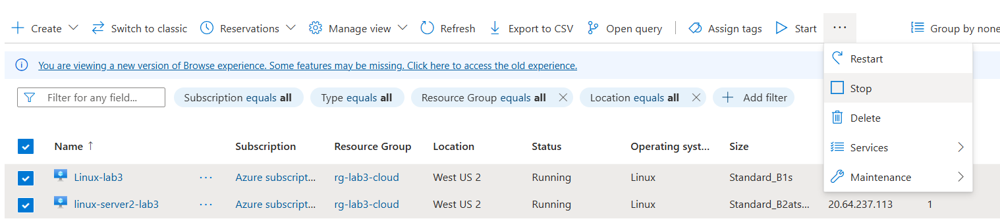 Create Switch to classic Reservations Manage view Refresh Export to CSV Open query Assign tags Start ... Group by none
Restart
You are viewing a new version of Browse experience. Some features may be missing. Click here to access the old experience.
Stop
Filter for any field... Subscription equals all Type equals all Resource Group equals all Location equals all Add filter
Delete
Name ↑ Subscription Resource Group Location Status Operating syst... Size
Services
Linux-lab3 ... Azure subscript... rg-lab3-cloud West US 2 Running Linux Standard_B1s
Maintenance
linux-server2-lab3 ... Azure subscript... rg-lab3-cloud West US 2 Running Linux Standard_B2ats... 20.64.237.113 1